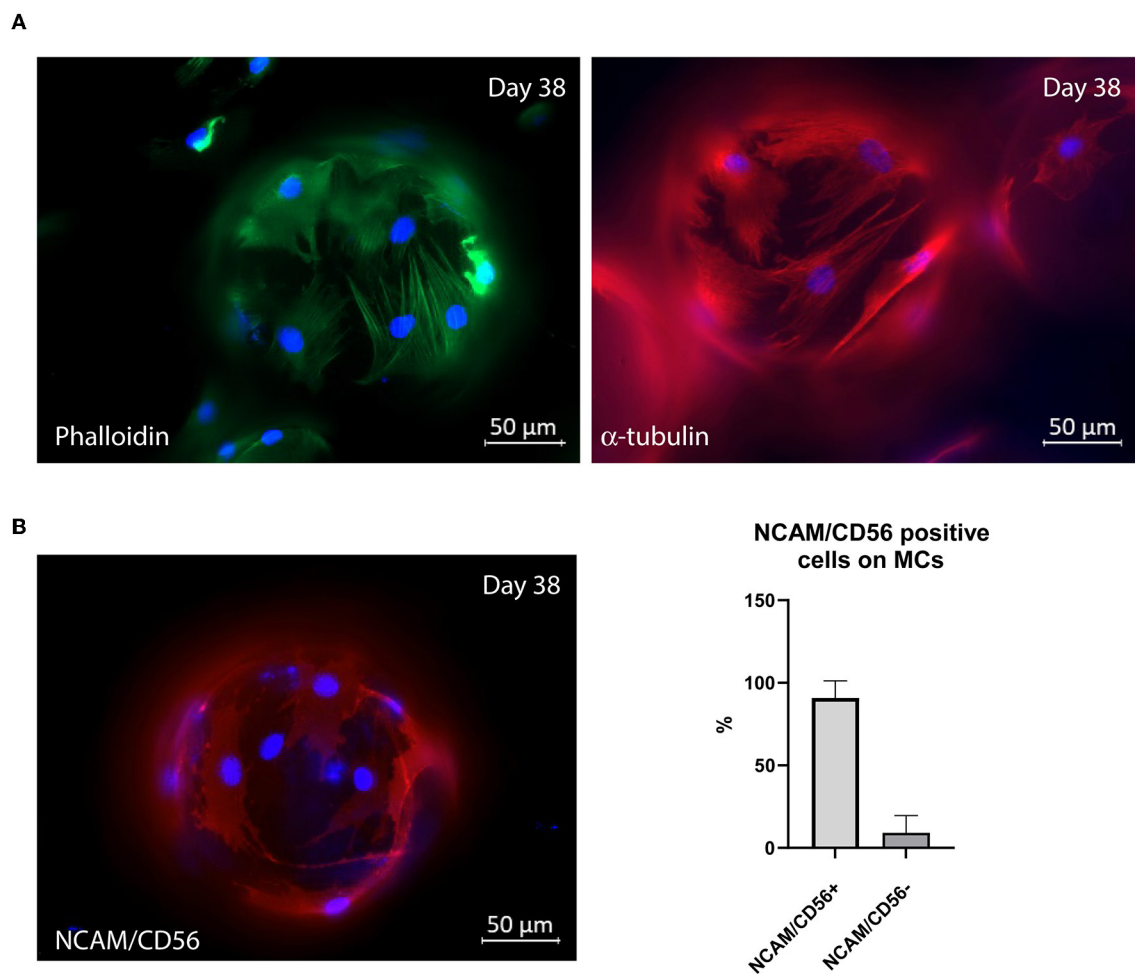 A
Day 38
Phalloidin
50 µm
Day 38
α-tubulin
50 µm
B
Day 38
NCAM/CD56
50 µm
NCAM/CD56 positive
cells on MCs
150
100
50
0
%
NCAM/CD56+
NCAM/CD56-